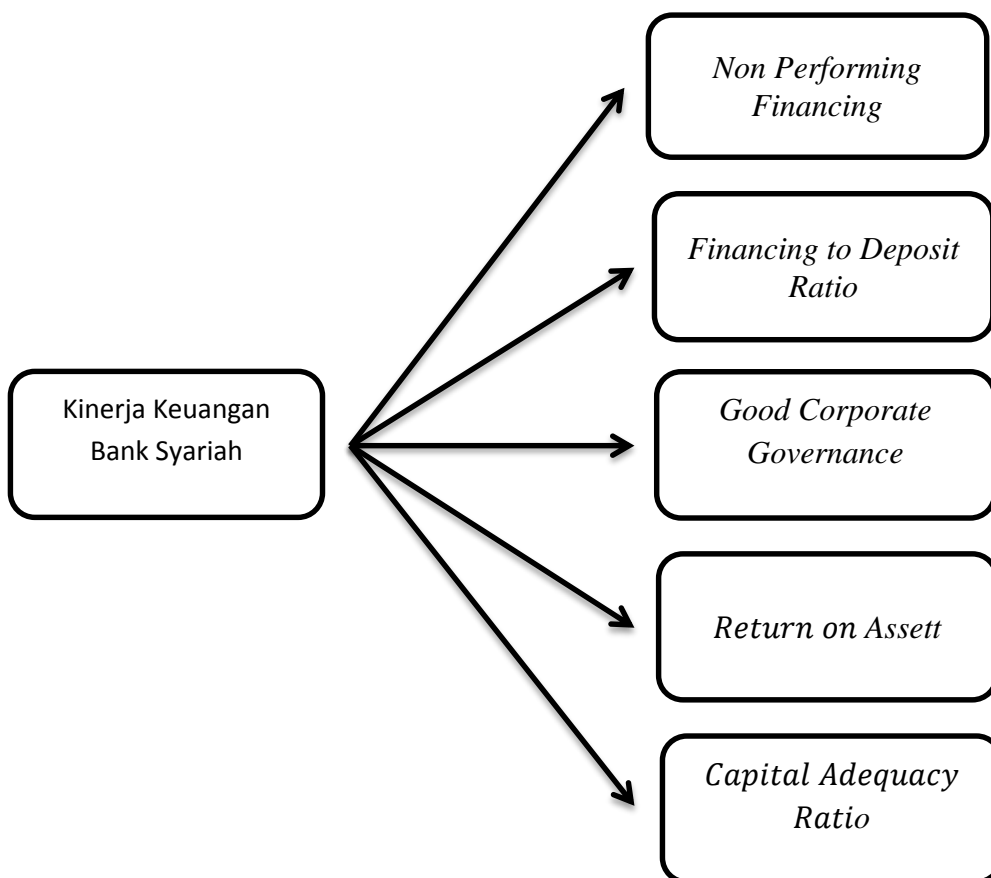 Non Performing
Financing
Financing to Deposit
Ratio
Kinerja Keuangan
Bank Syariah
Good Corporate
Governance
Return on Assett
Capital Adequacy
Ratio